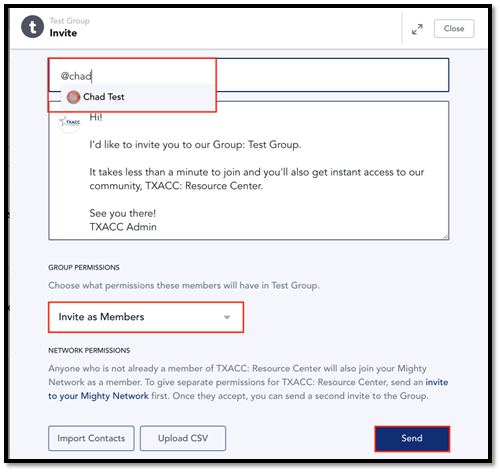 t
Test Group
Invite
Close
@chad
Chad Test
TXACC
Hi!
I'd like to invite you to our Group: Test Group.
It takes less than a minute to join and you'll also get instant access to our
community, TXACC: Resource Center.
See you there!
TXACC Admin
GROUP PERMISSIONS
Choose what permissions these members will have in Test Group.
Invite as Members
NETWORK PERMISSIONS
Anyone who is not already a member of TXACC: Resource Center will also join your Mighty
Network as a member. To give separate permissions for TXACC: Resource Center, send an invite
to your Mighty Network first. Once they accept, you can send a second invite to the Group.
Import Contacts
Upload CSV
Send